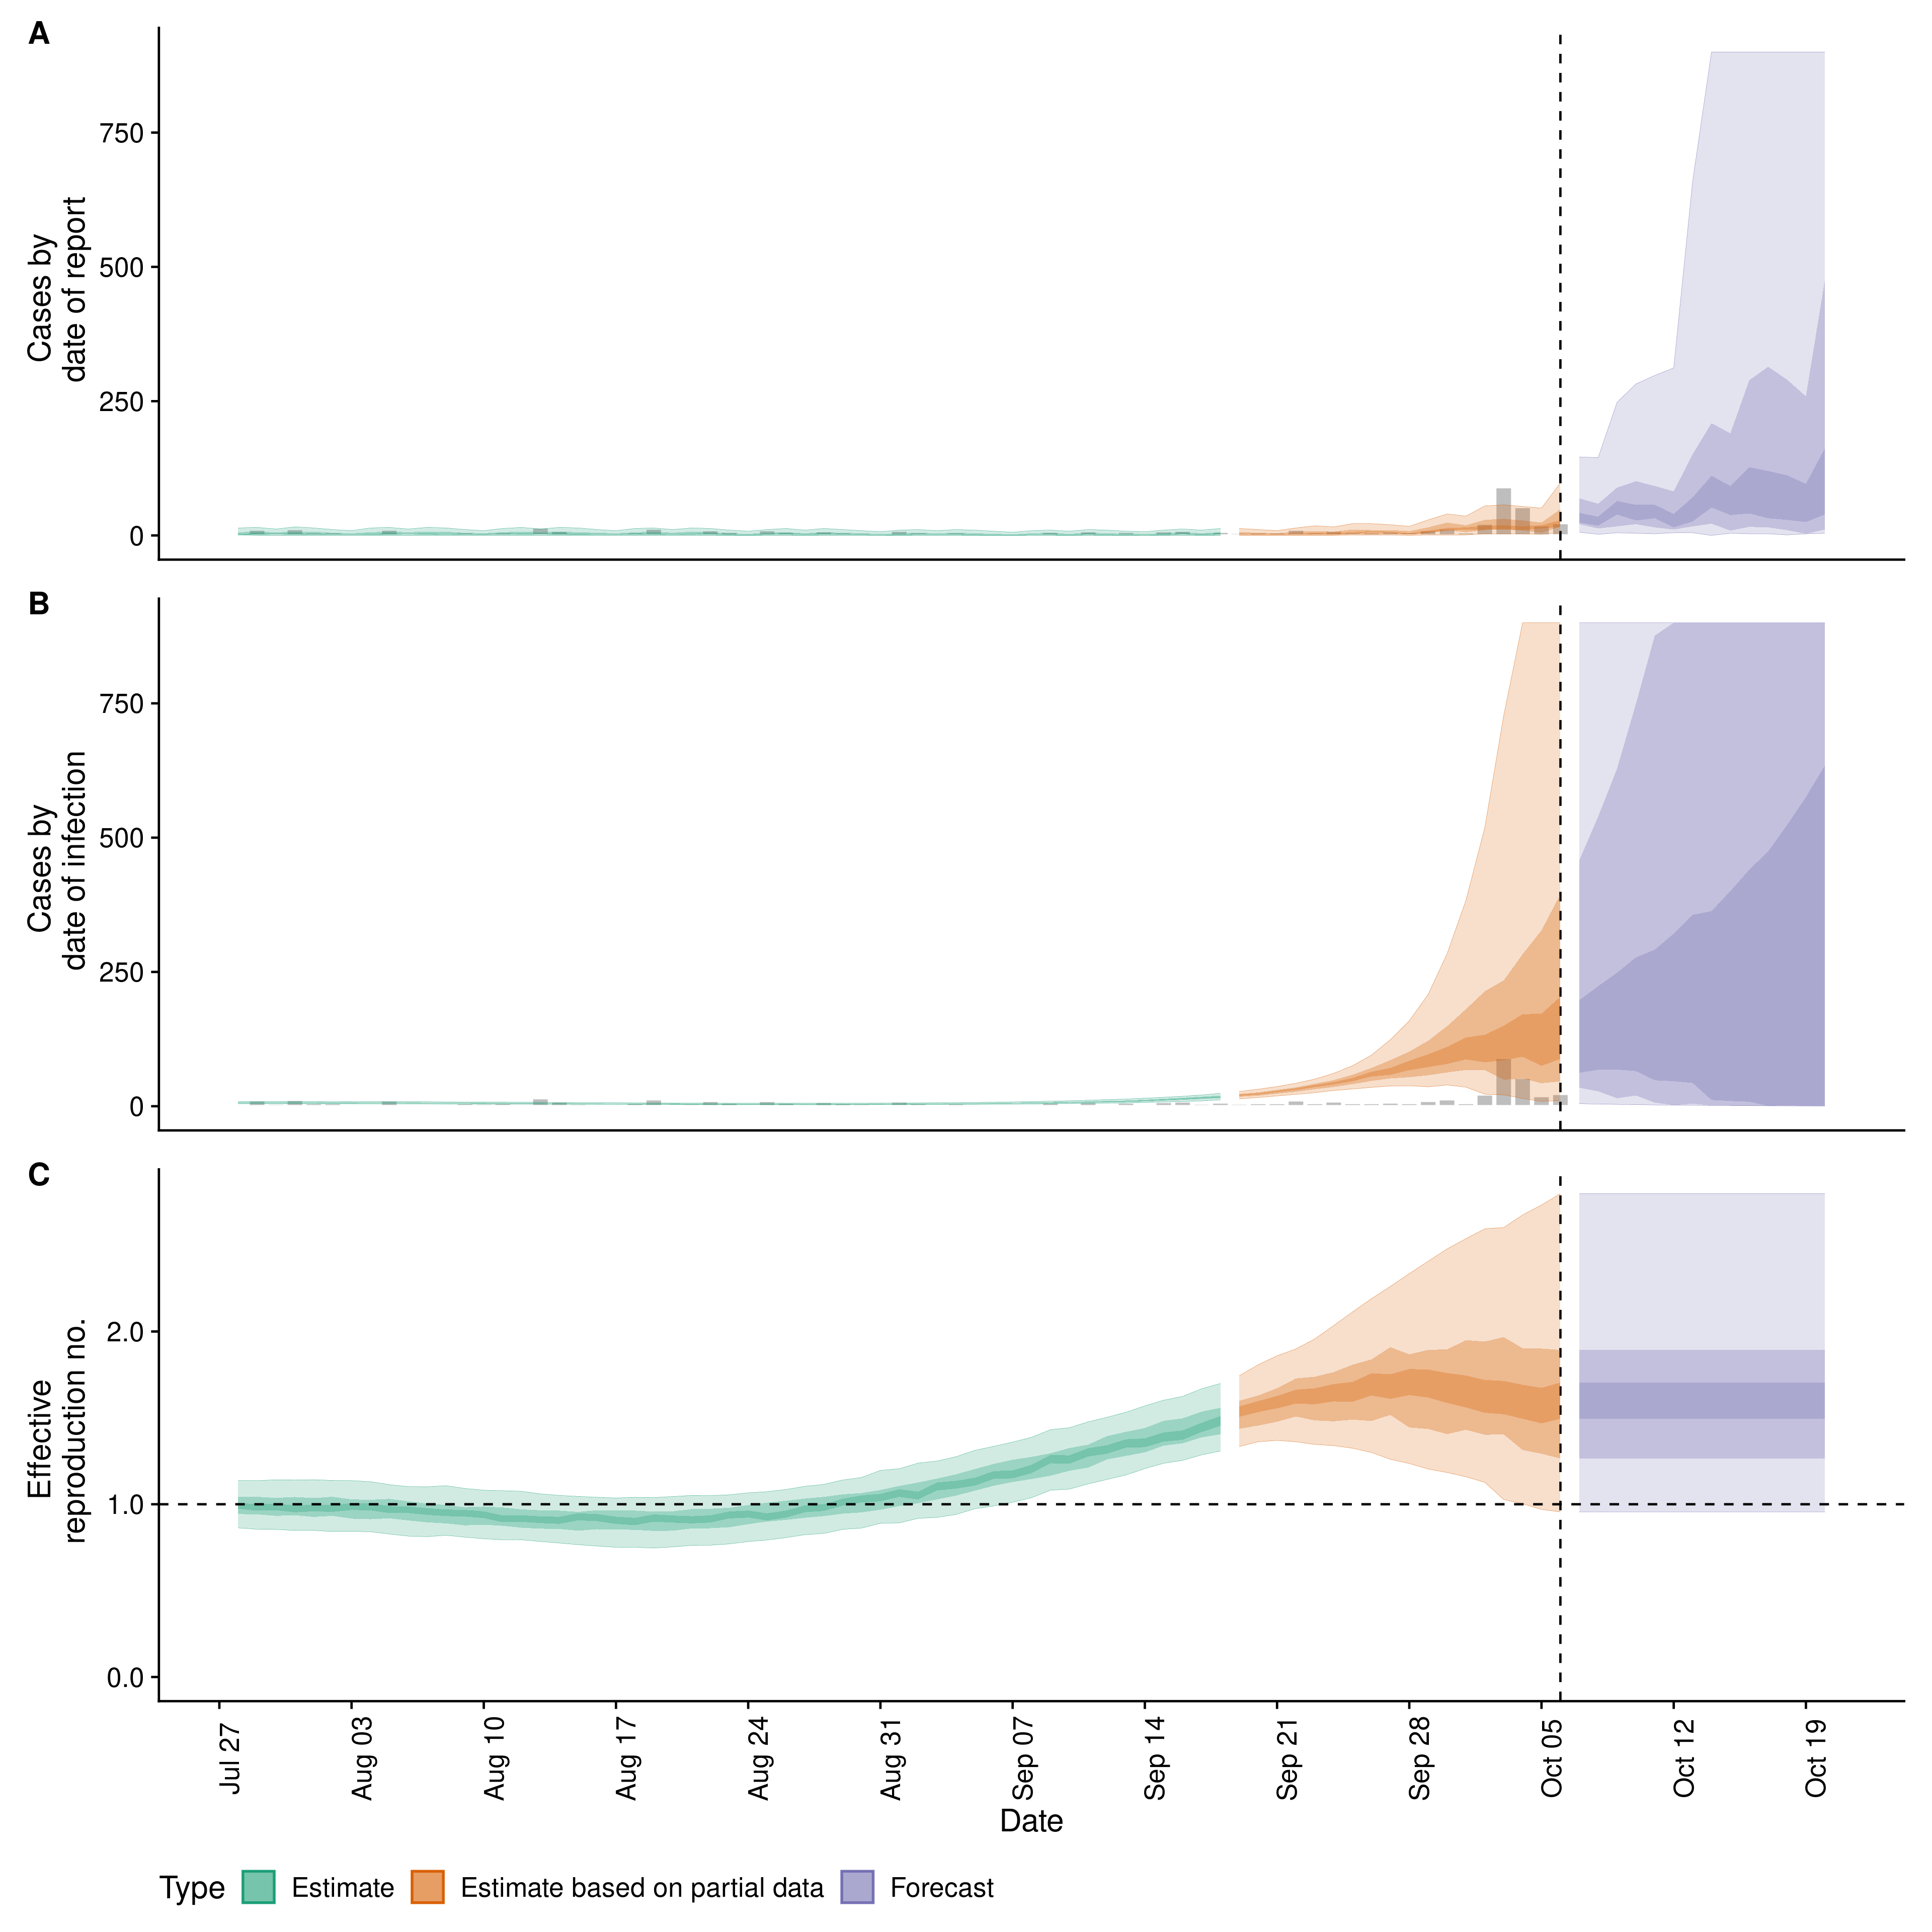 A
Cases by
date of report
750
500
250
0
B
Cases by
date of infection
750
500
250
0
C
Effective
reproduction no.
2.0
1.0
0.0
Jul 27
Aug 03
Aug 10
Aug 17
Aug 24
Aug 31
Sep 07
Sep 14
Sep 21
Sep 28
Oct 05
Oct 12
Oct 19
Date
Type Estimate Estimate based on partial data Forecast